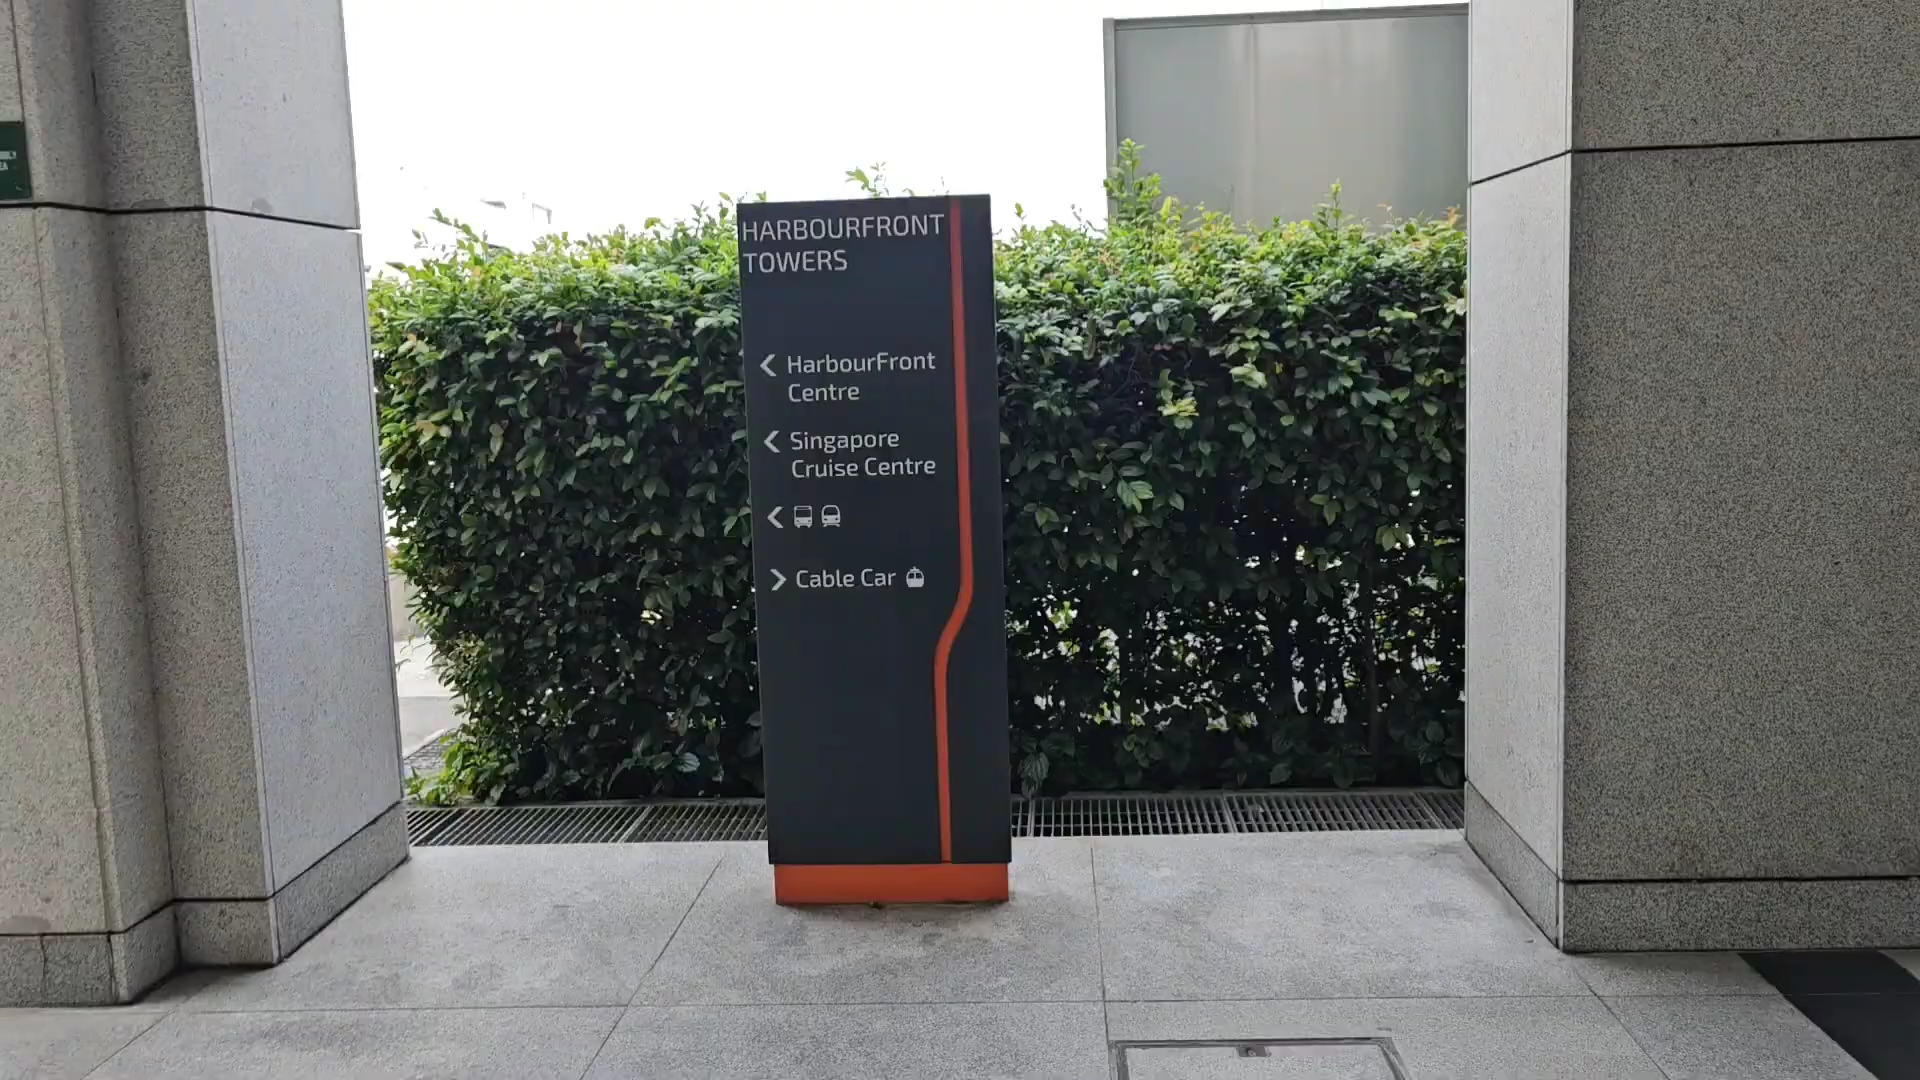 HARBOURFRONT
TOWERS
HarbourFront
Centre
Singapore
Cruise Centre
Cable Car